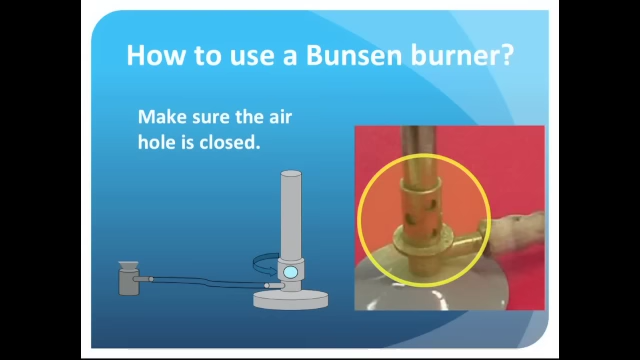 How to use a Bunsen burner?
Make sure the air
hole is closed.